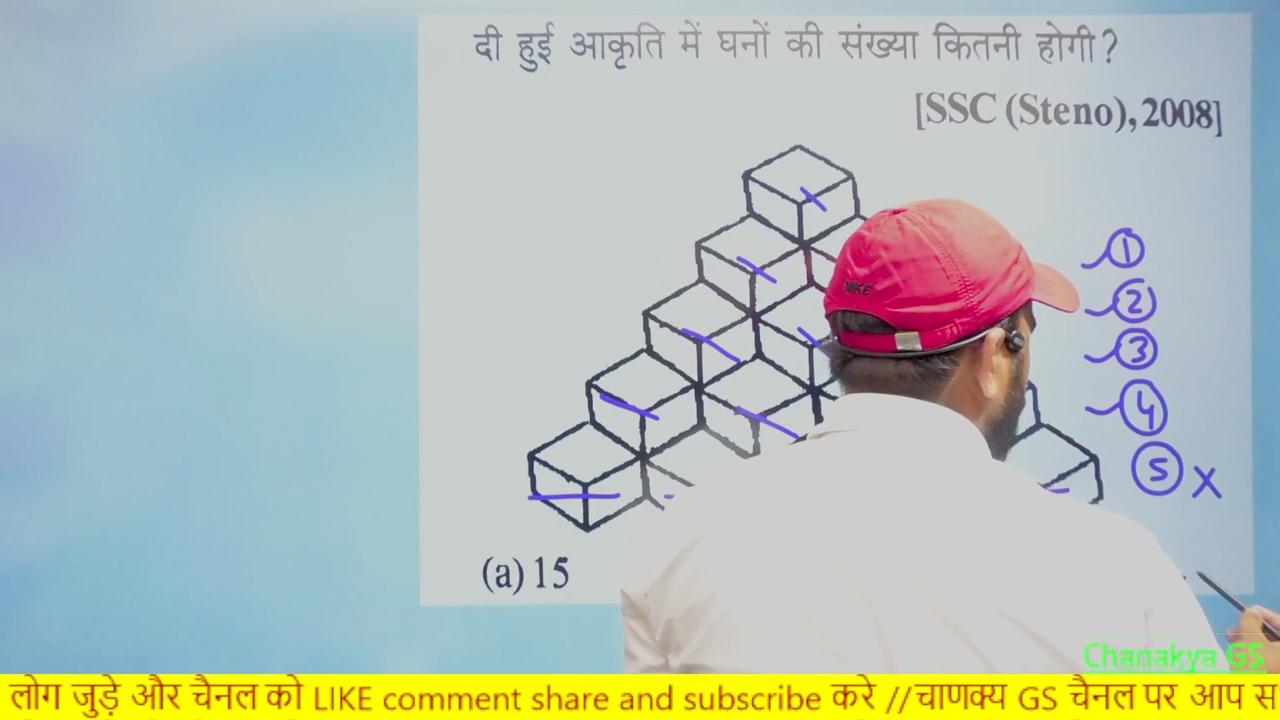 दी हुई आकृति में घनों की संख्या कितनी होगी?
[SSC (Steno), 2008]
NIKE
1
2
3
4
5 x
(a) 15
Chanakya GS
लोग जुड़े और चैनल को LIKE comment share and subscribe करे // चाणक्य GS चैनल पर आप स